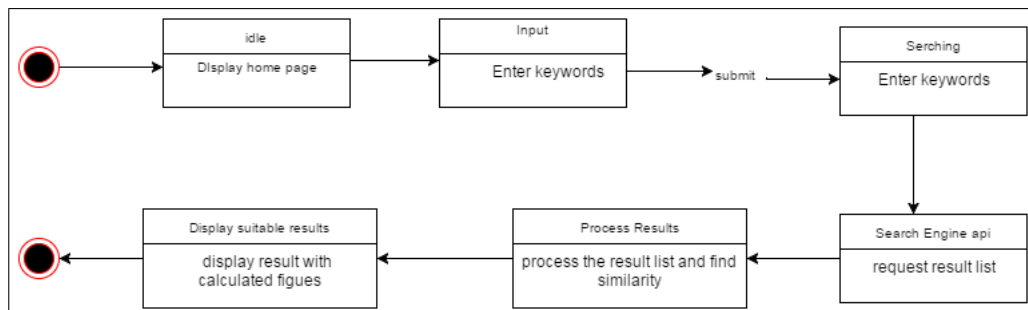 idle
DIsplay home page
Input
Enter keywords
submit
Serching
Enter keywords
Search Engine api
request result list
Process Results
process the result list and find
similarity
Display suitable results
display result with
calculated figues